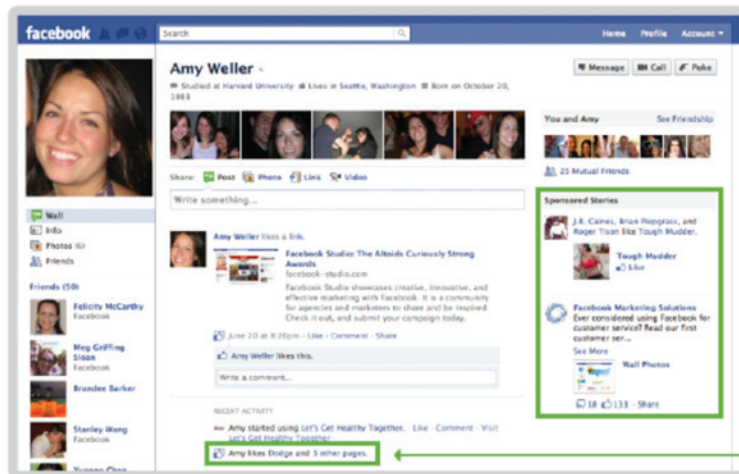 facebook
Search
Home Profile Account
Amy Weller
Studied at Harvard University Lives in Seattle, Washington Born on October 20,
1983
Message Call Poke
You and Amy See Friendship
25 Mutual Friends
Share: Post Photo Link Video
Write something...
Wall
Info
Photos (6)
Friends
Friends (50)
Felicity McCarthy
Facebook
Meg Griffing
Sloan
Facebook
Brandee Barker
Stanley Wong
Facebook
Amy Weller likes a link.
Facebook Studio: The Altoids Curiously Strong
Awards
facebook-studio.com
Facebook Studio showcases creative, innovative, and
effective marketing with Facebook. It is a community
for agencies and marketers to share and be inspired.
Check it out, and submit your campaign today.
June 20 at 8:26pm · Like · Comment · Share
Amy Weller likes this.
Write a comment...
RECENT ACTIVITY
Amy started using Let's Get Healthy Together. · Like · Comment · Visit
Let's Get Healthy Together
Amy likes Dodge and 3 other pages.
Sponsored Stories
J.R. Caines, Brian Piepgrass, and
Roger Tison like Tough Mudder.
Tough Mudder
Like
Facebook Marketing Solutions
Ever considered using Facebook for
customer service? Read our first
customer ser...
See More
Wall Photos
18 133 · Share